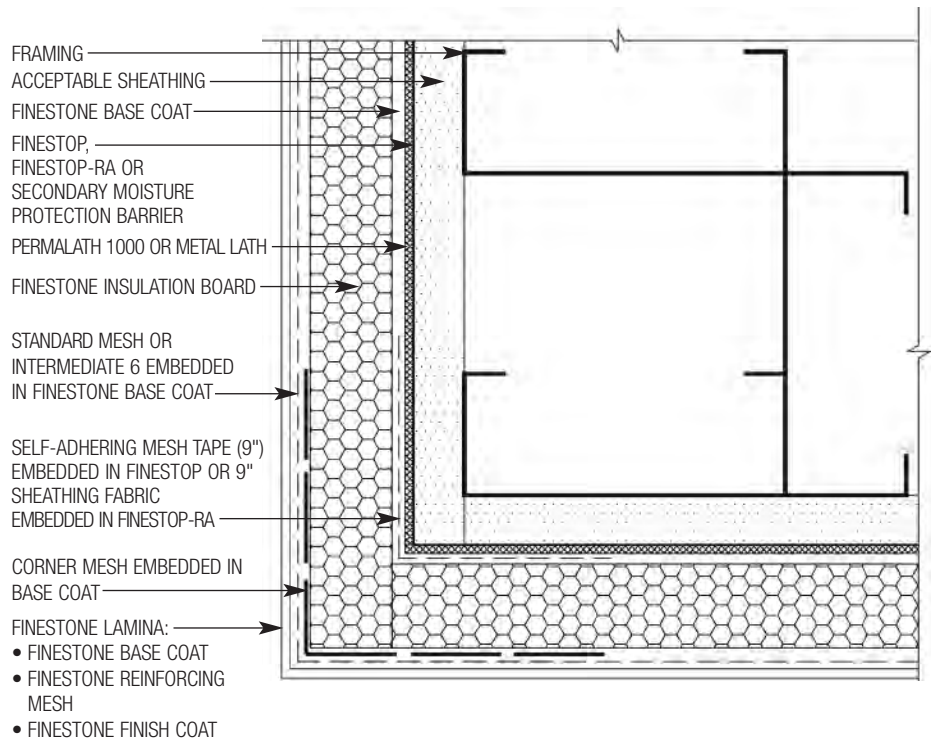 FRAMING
ACCEPTABLE SHEATHING
FINESTONE BASE COAT
FINESTOP,
FINESTOP-RA OR
SECONDARY MOISTURE
PROTECTION BARRIER
PERMALATH 1000 OR METAL LATH
FINESTONE INSULATION BOARD
STANDARD MESH OR
INTERMEDIATE 6 EMBEDDED
IN FINESTONE BASE COAT
SELF-ADHERING MESH TAPE (9")
EMBEDDED IN FINESTOP OR 9"
SHEATHING FABRIC
EMBEDDED IN FINESTOP-RA
CORNER MESH EMBEDDED IN
BASE COAT
FINESTONE LAMINA:
• FINESTONE BASE COAT
• FINESTONE REINFORCING
MESH
• FINESTONE FINISH COAT